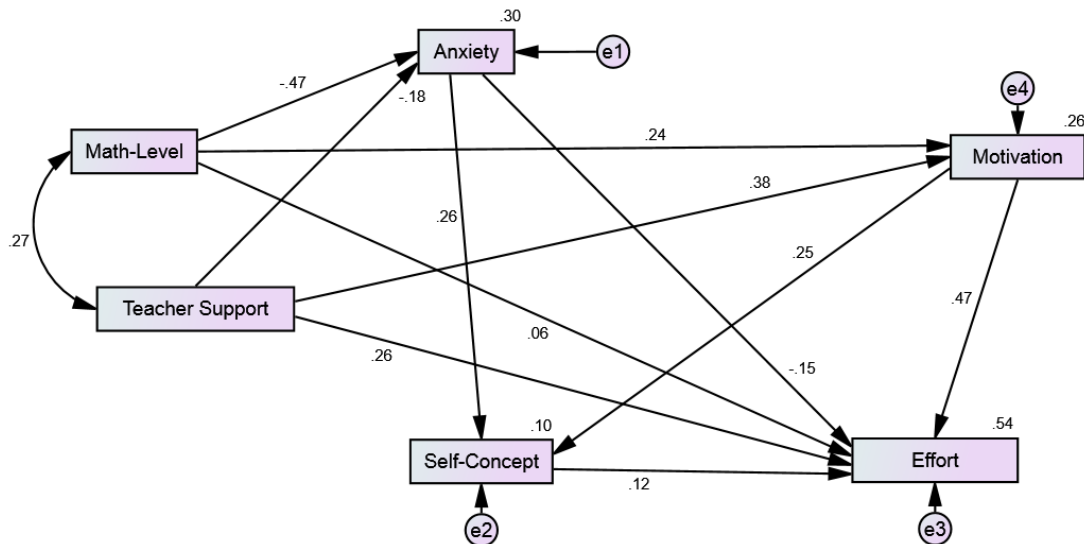 .30
Anxiety
e1
-.47
-.18
e4
.26
Math-Level
.24
Motivation
.38
.27
.26
.25
Teacher Support
.47
.06
.26
-.15
.10
.54
Self-Concept
Effort
.12
e2
e3